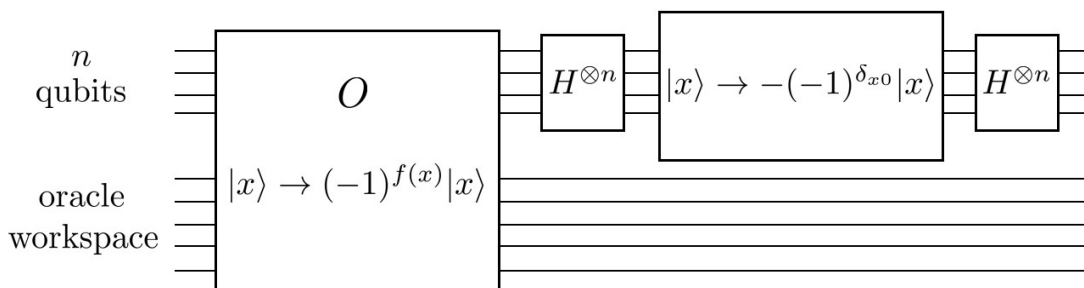 n
qubits
oracle
workspace
O
|x⟩ → (−1)^{f(x)}|x⟩
H^{⊗n}
|x⟩ → −(−1)^{δ_{x0}}|x⟩
H^{⊗n}